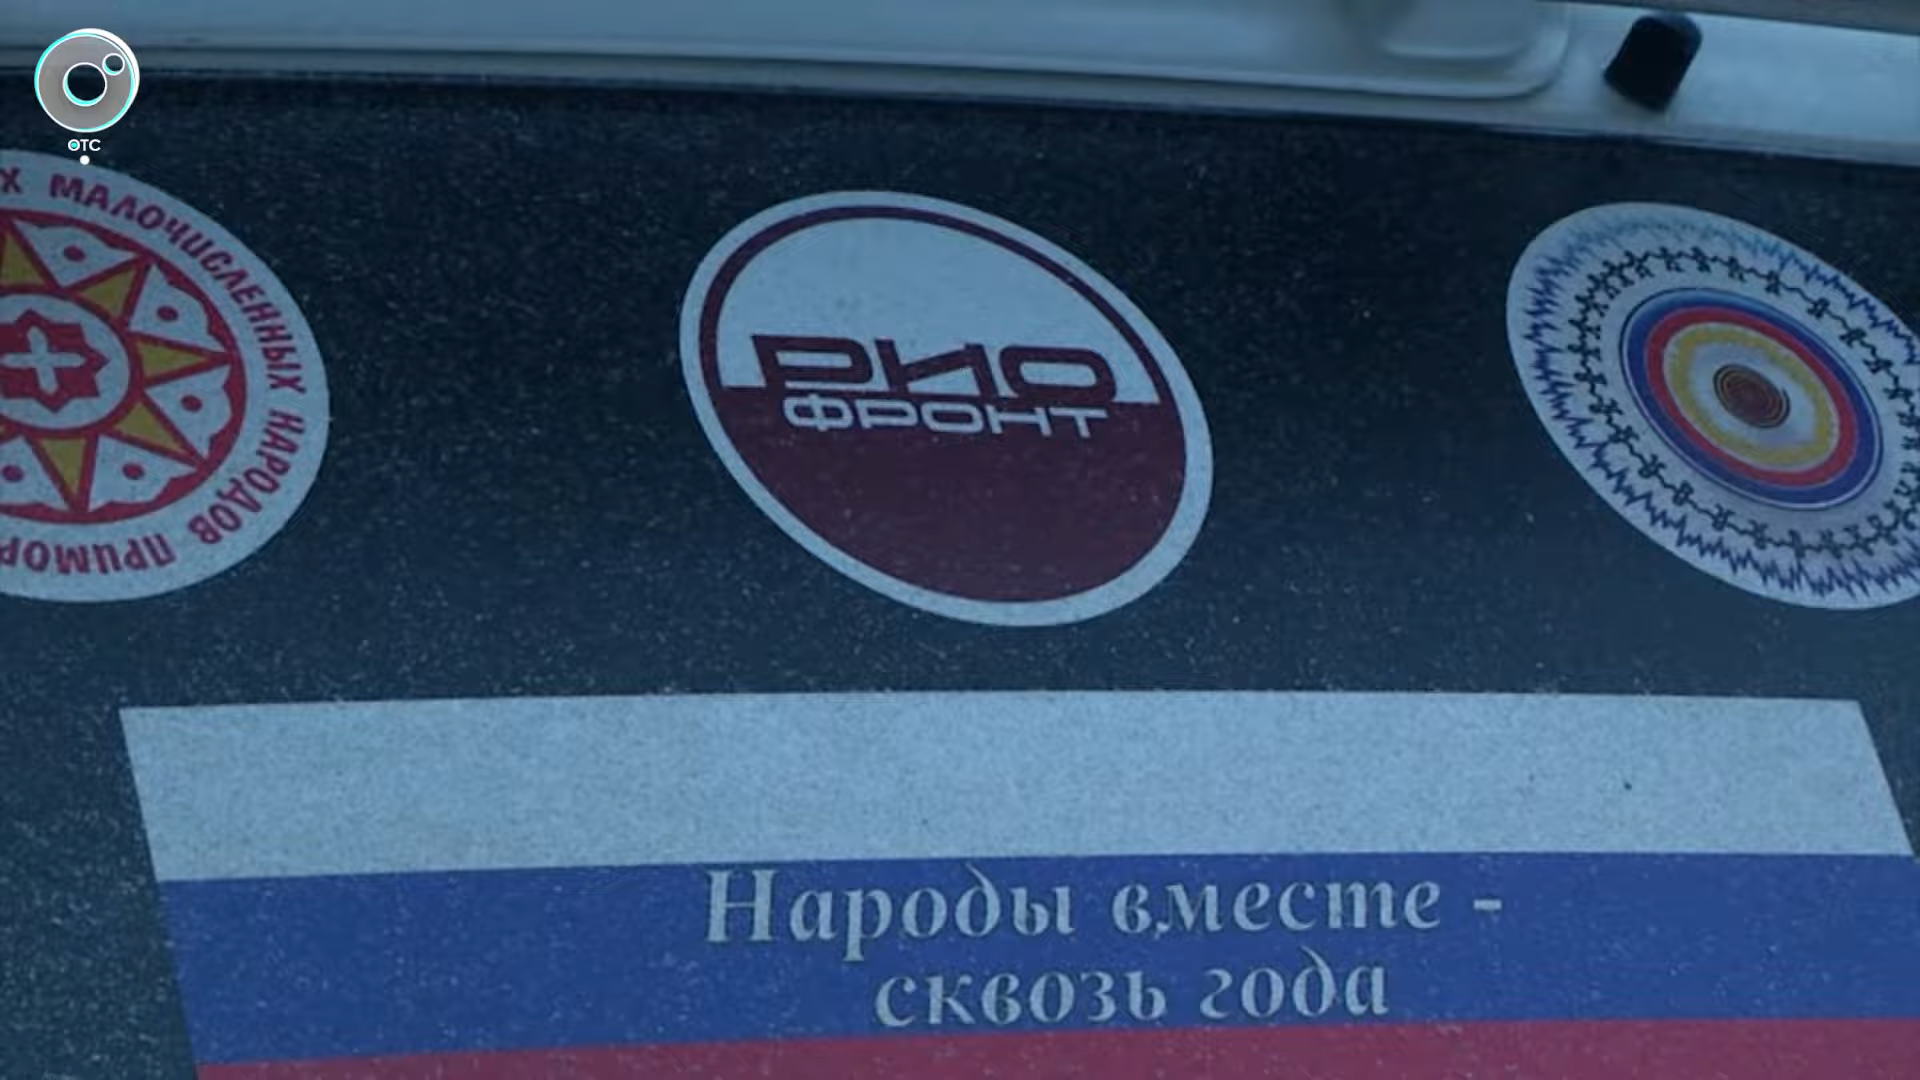 ОТС
Х МАЛОЧИСЛЕННЫХ НАРОДОВ ПРИМОР
РИО
ФРОНТ
Народы вместе -
сквозь года